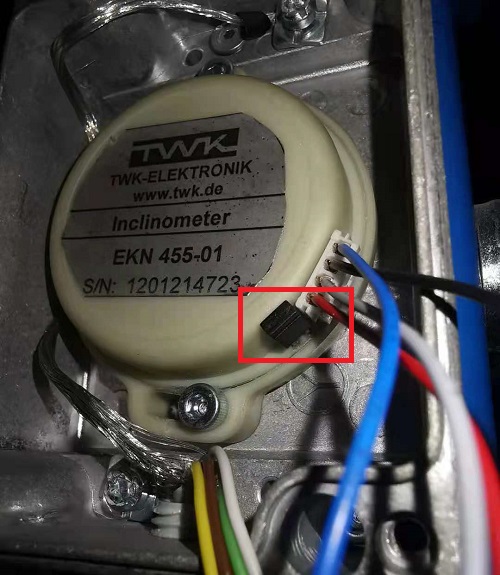 TWK
TWK-ELEKTRONIK
www.twk.de
Inclinometer
EKN 455-01
S/N: 1201214723